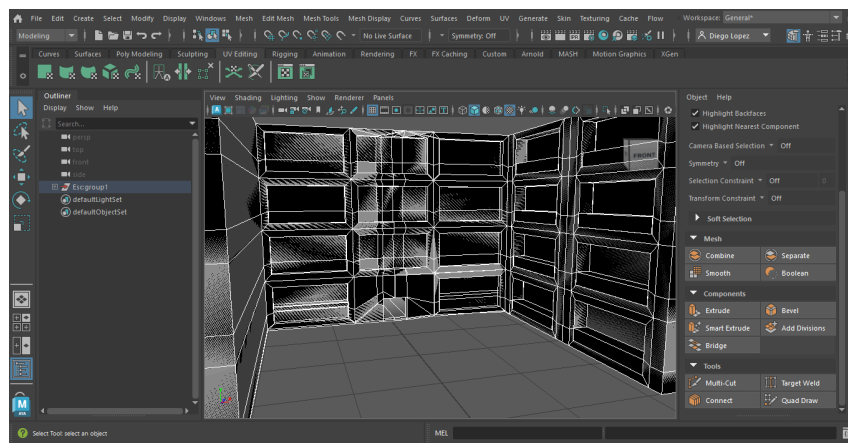 File Edit Create Select Modify Display Windows Mesh Edit Mesh Mesh Tools Mesh Display Curves Surfaces Deform UV Generate Skin Texturing Cache Flow Workspace: General*
Modeling No Live Surface Symmetry: Off Diego Lopez
Curves Surfaces Poly Modeling Sculpting UV Editing Rigging Animation Rendering FX FX Caching Custom Arnold MASH Motion Graphics XGen
Outliner
Display Show Help
Search...
persp
top
front
side
Esc:group1
defaultLightSet
defaultObjectSet
View Shading Lighting Show Renderer Panels
FRONT
Object Help
Highlight Backfaces
Highlight Nearest Component
Camera Based Selection Off
Symmetry Off
Selection Constraint Off
Transform Constraint Off
Soft Selection
Mesh
Combine Separate
Smooth Boolean
Components
Extrude Bevel
Smart Extrude Add Divisions
Bridge
Tools
Multi-Cut Target Weld
Connect Quad Draw
M
Select Tool: select an object MEL